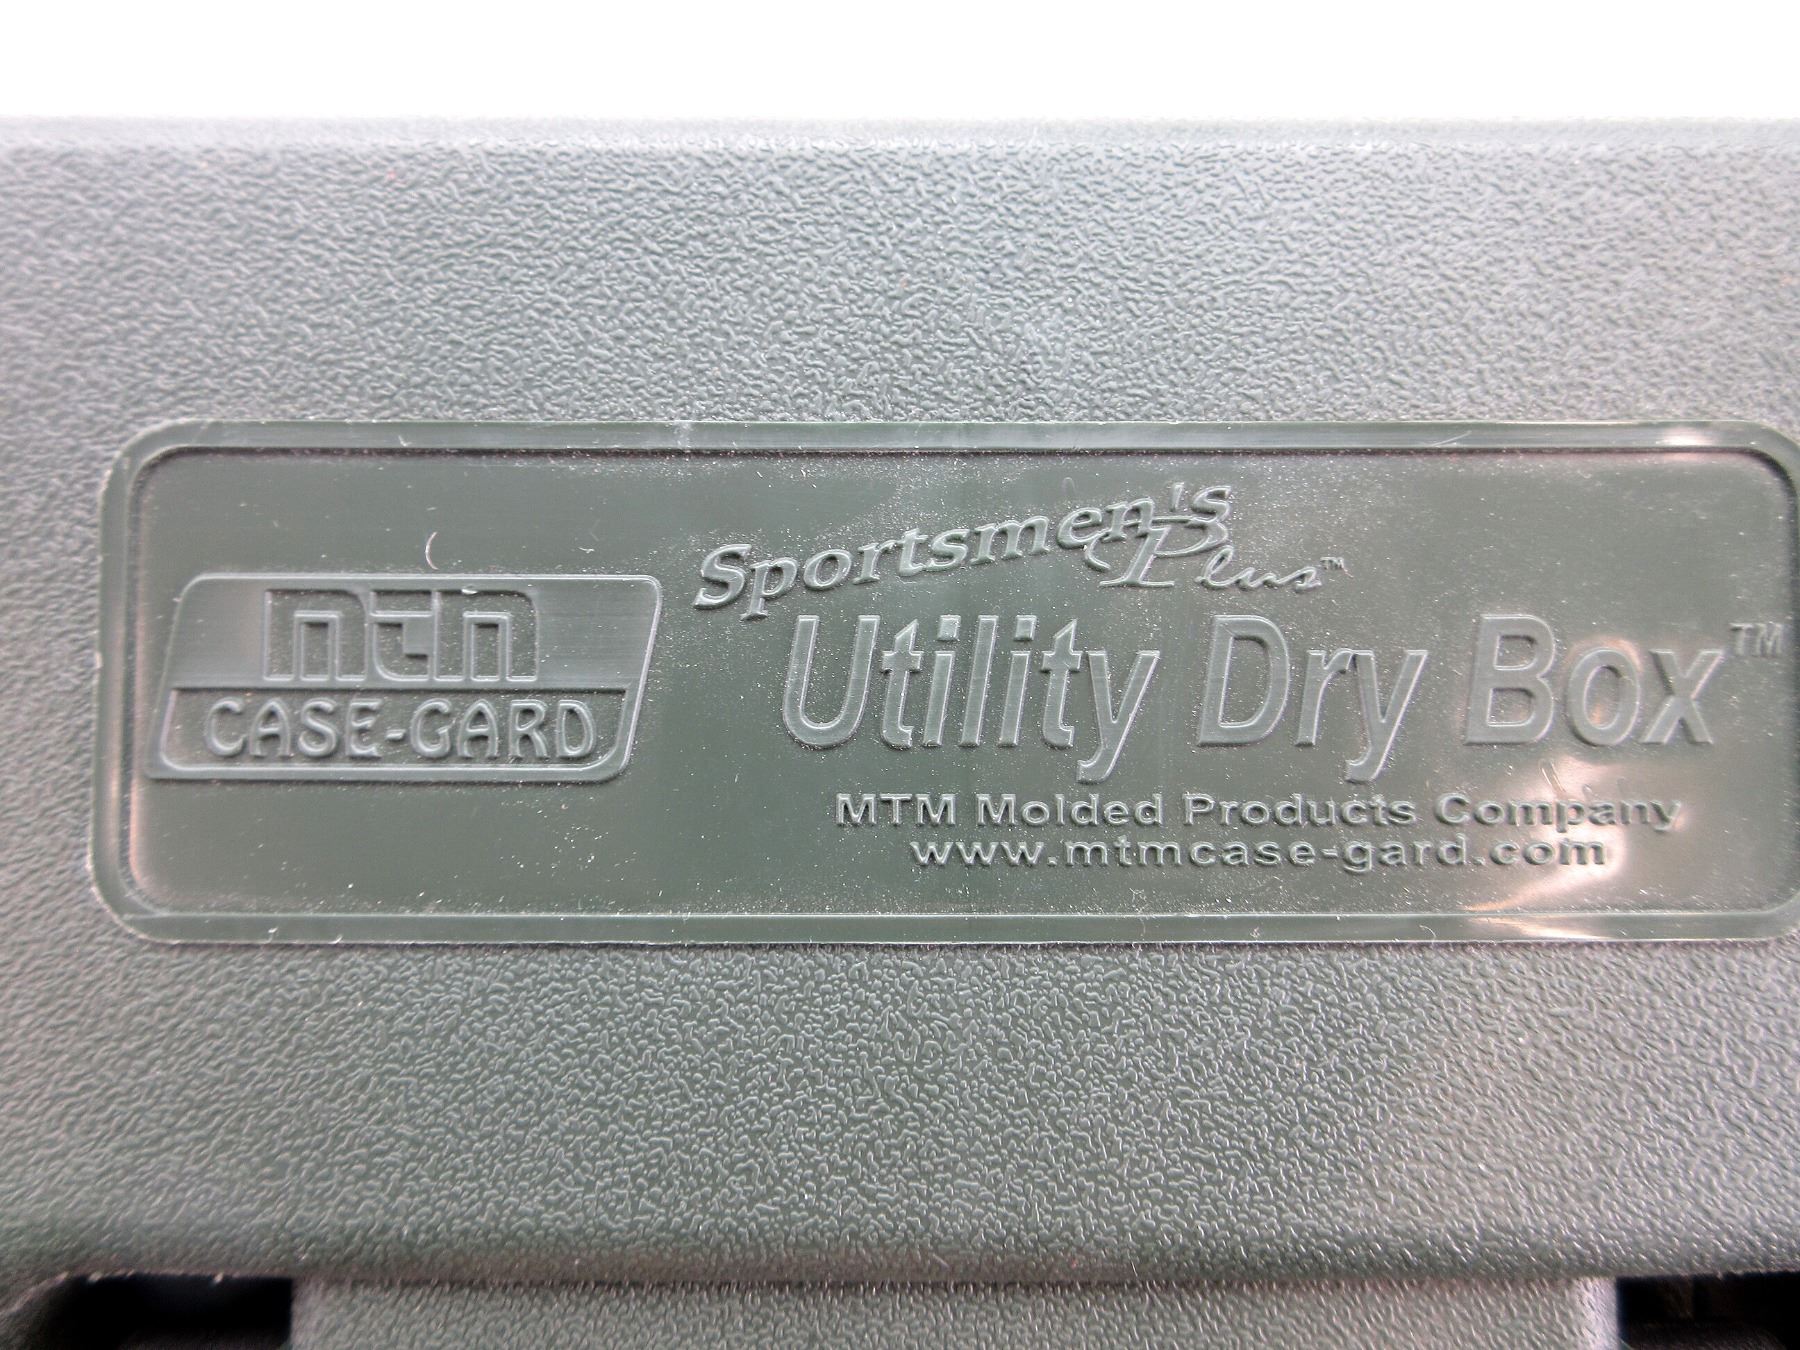 mtm
CASE-GARD
Sportsmen's
Plus™
Utility Dry Box™
MTM Molded Products Company
www.mtmcase-gard.com